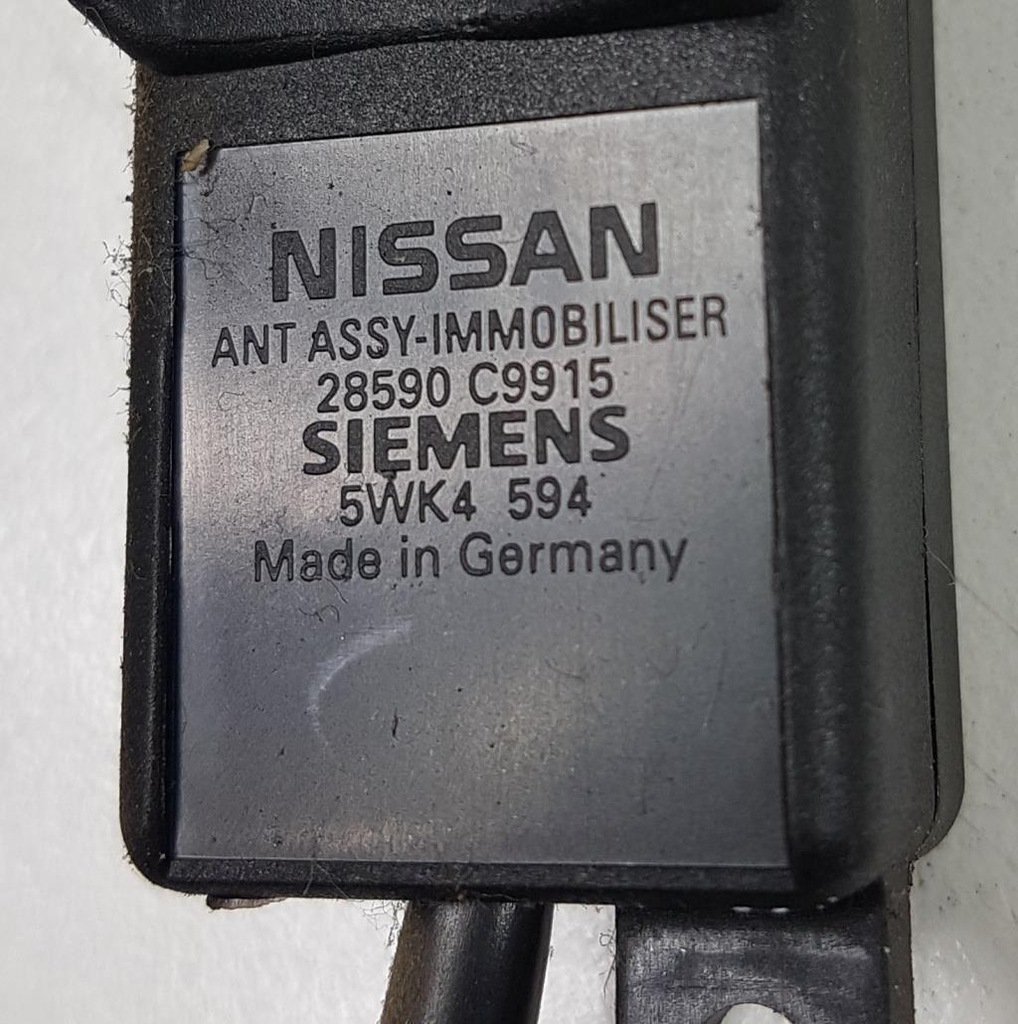 NISSAN
ANT ASSY-IMMOBILISER
28590 C9915
SIEMENS
5WK4 594
Made in Germany